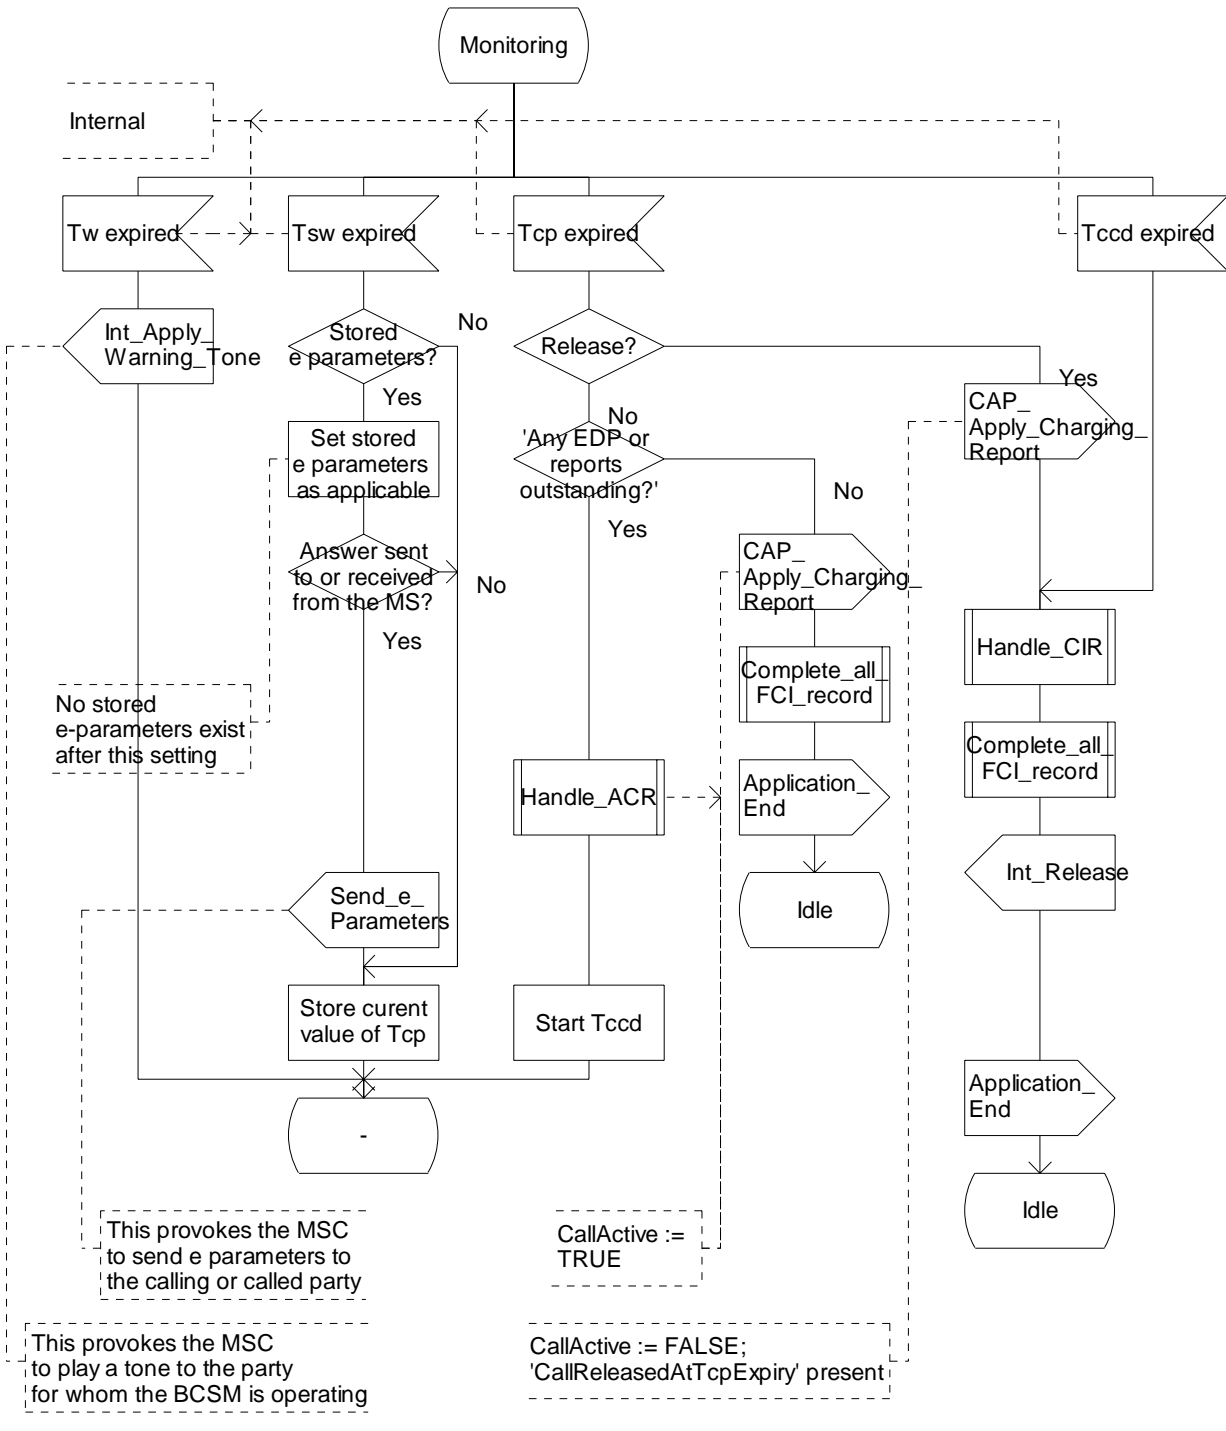 Monitoring
Internal
Tw expired
Tsw expired
Tcp expired
Tccd expired
Int_Apply_
Warning_Tone
Stored
e parameters?
No
Yes
Release?
Yes
No
CAP_
Apply_Charging_
Report
Set stored
e parameters
as applicable
'Any EDP or
reports
outstanding?'
No
Yes
Answer sent
to or received
from the MS?
No
Yes
CAP_
Apply_Charging_
Report
Handle_CIR
Complete_all_
FCI_record
No stored
e-parameters exist
after this setting
Complete_all_
FCI_record
Handle_ACR
Application_
End
Int_Release
Send_e_
Parameters
Idle
Store curent
value of Tcp
Start Tccd
Application_
End
-
Idle
This provokes the MSC
to send e parameters to
the calling or called party
CallActive :=
TRUE
This provokes the MSC
to play a tone to the party
for whom the BCSM is operating
CallActive := FALSE;
'CallReleasedAtTcpExpiry' present